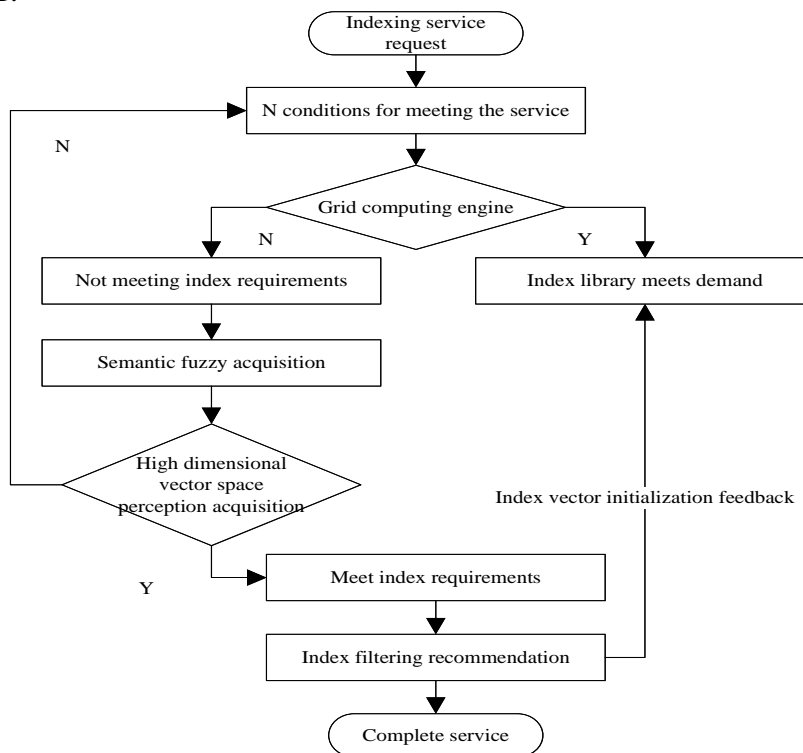 Indexing service
request
N conditions for meeting the service
N
Grid computing engine
N
Y
Not meeting index requirements
Index library meets demand
Semantic fuzzy acquisition
High dimensional
vector space
perception acquisition
Index vector initialization feedback
Y
Meet index requirements
Index filtering recommendation
Complete service